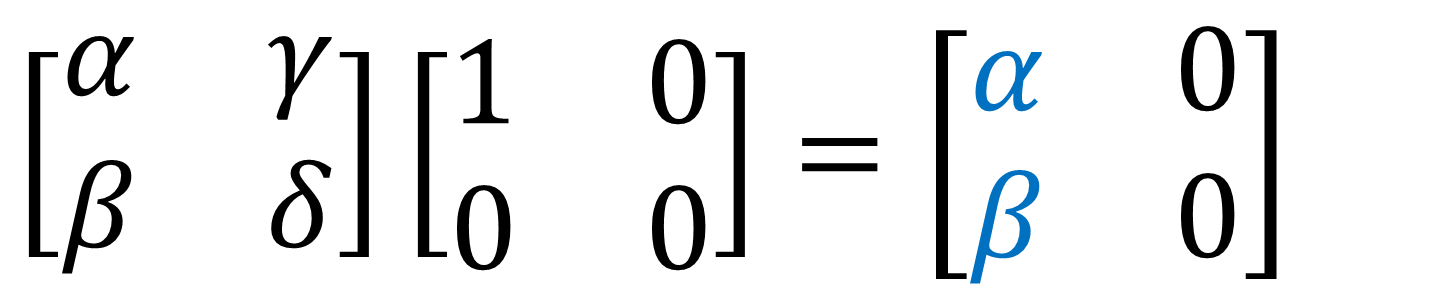 [α γ] [1 0] = [α 0]
[β δ] [0 0] [β 0]